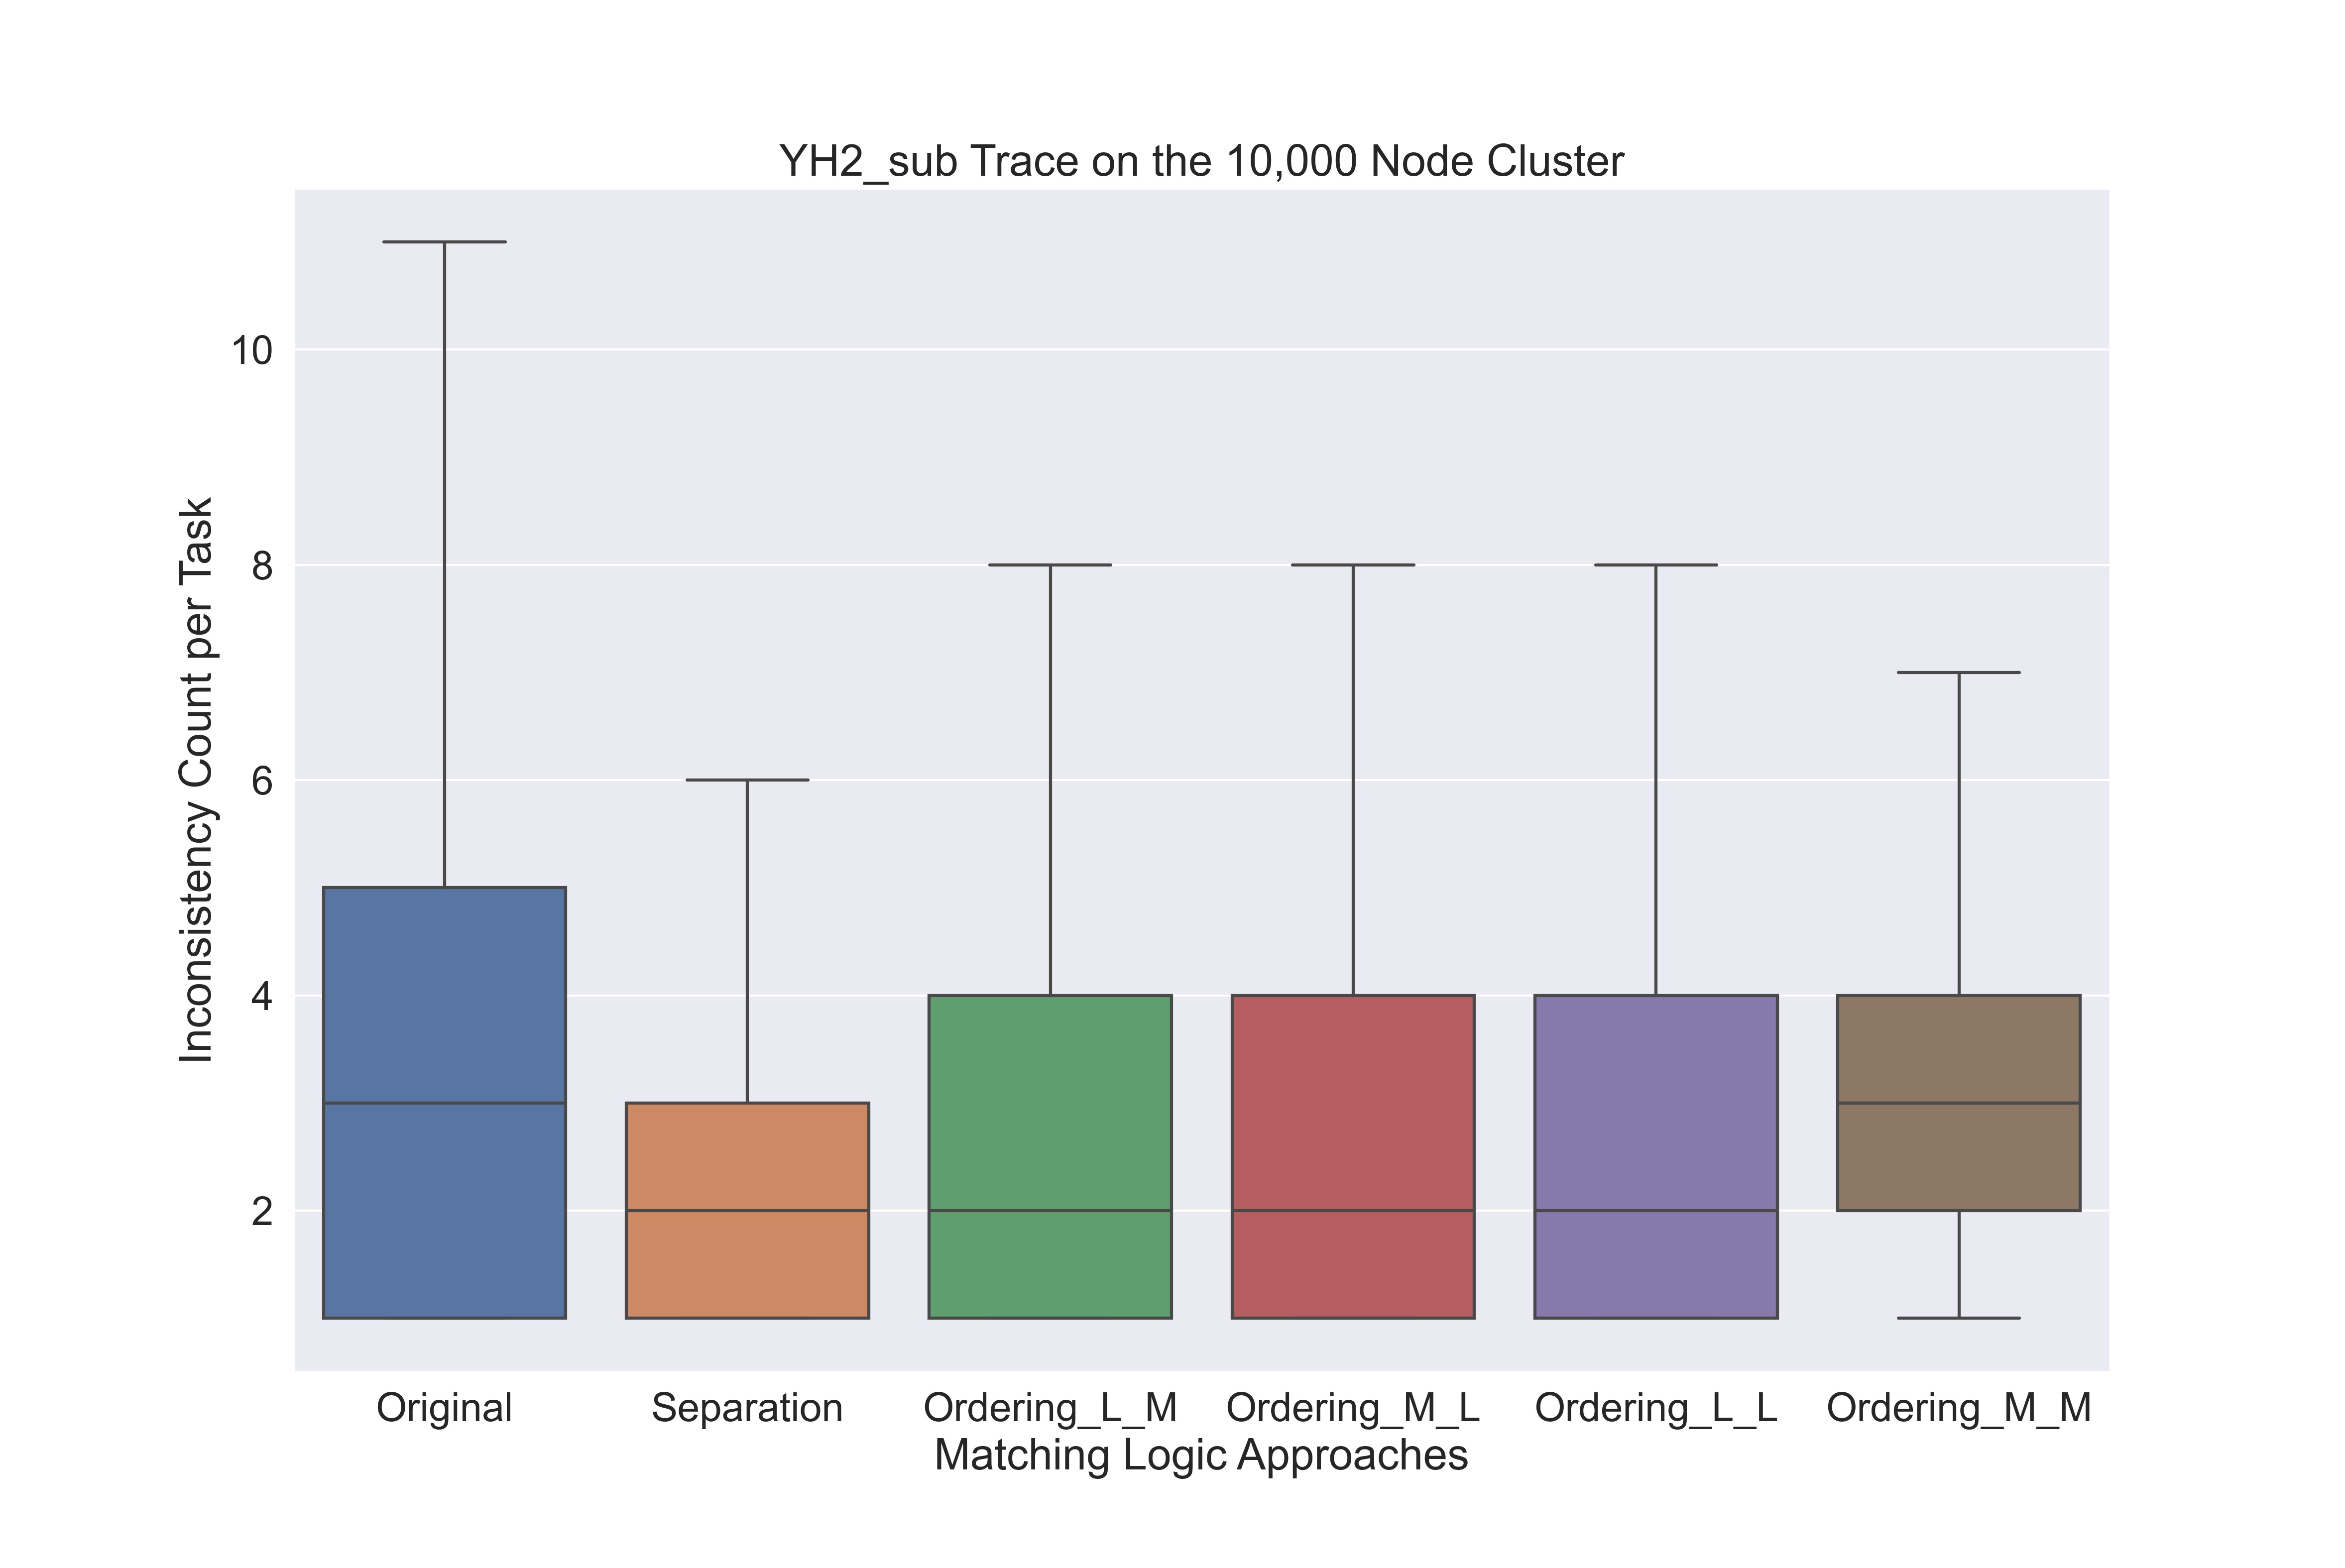 YH2_sub Trace on the 10,000 Node Cluster
Inconsistency Count per Task
10
8
6
4
2
Original
Separation
Ordering_L_M
Ordering_M_L
Ordering_L_L
Ordering_M_M
Matching Logic Approaches